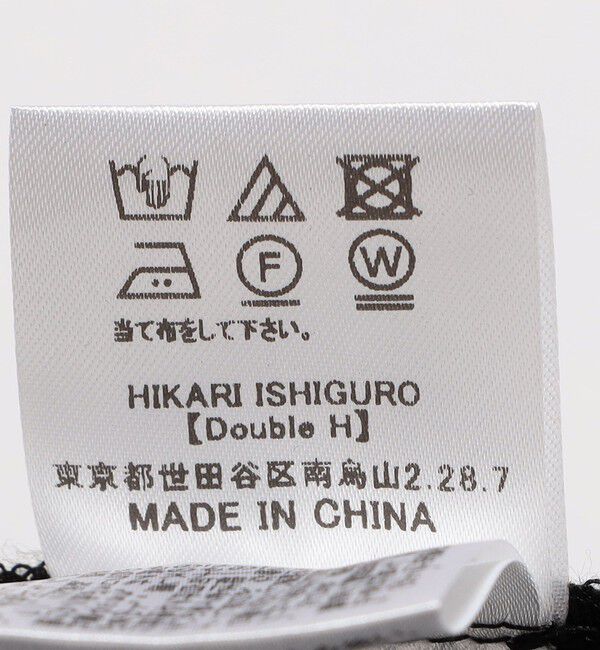 F W
当て布をして下さい。
HIKARI ISHIGURO
【Double H】
東京都世田谷区南烏山2.28.7
MADE IN CHINA